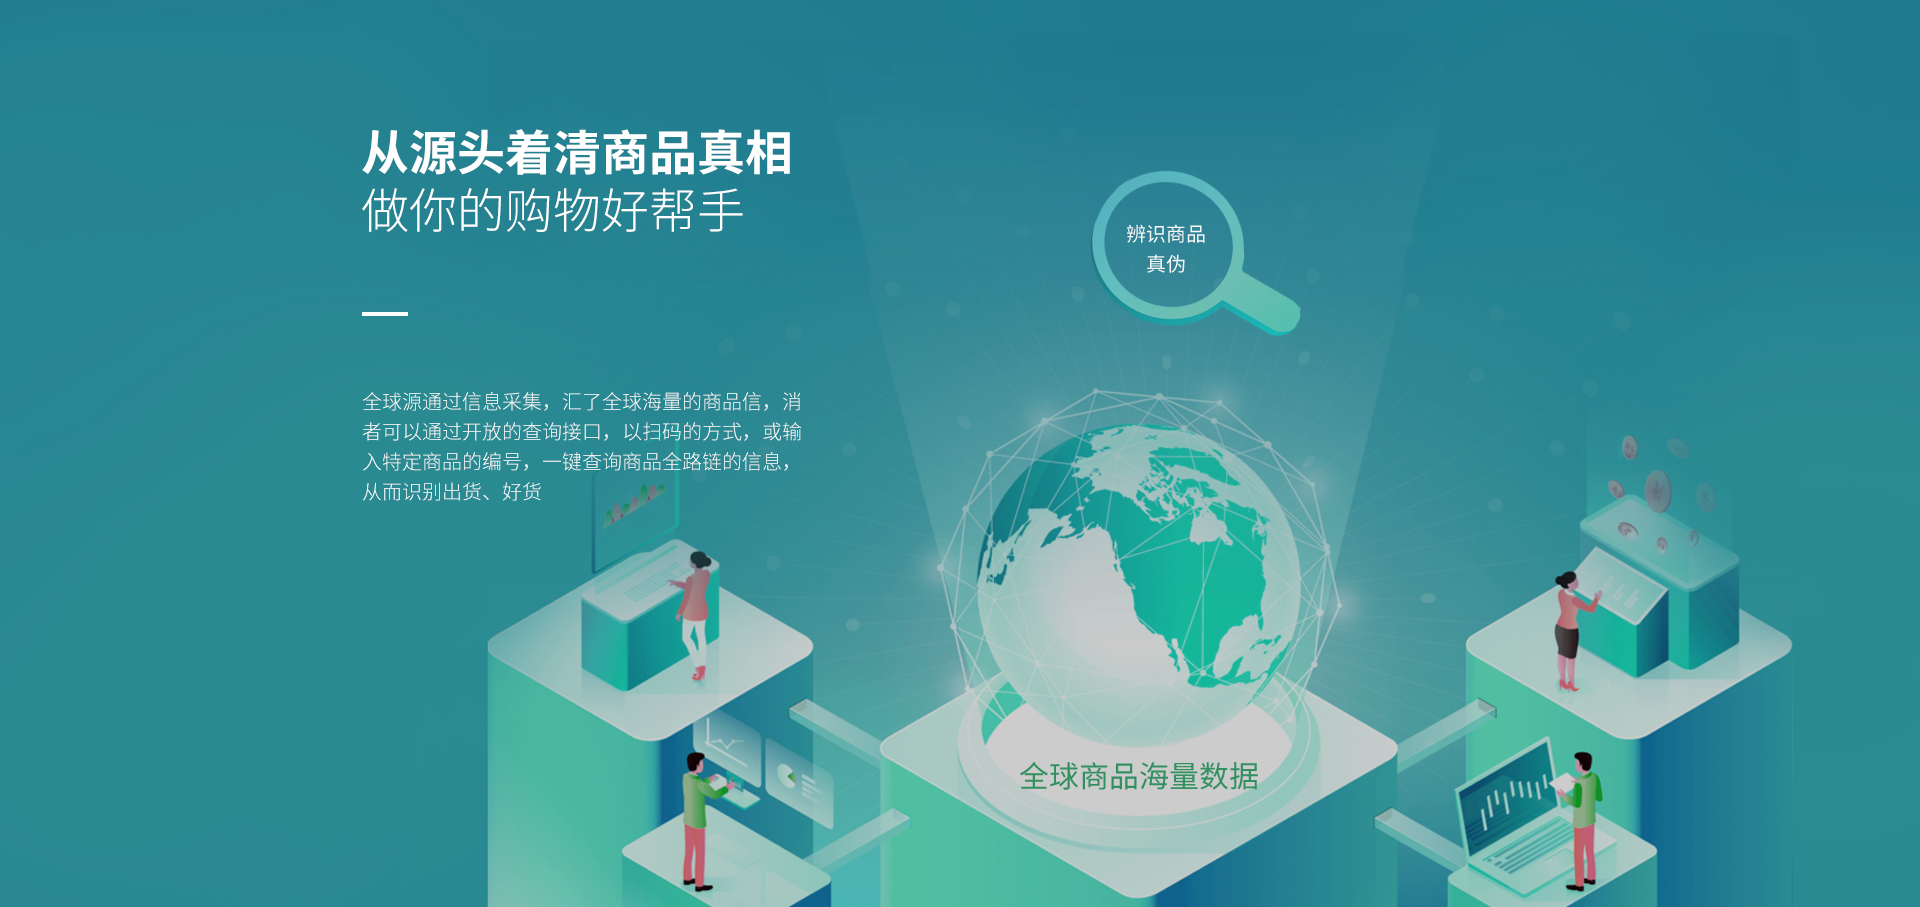 从源头着清商品真相
做你的购物好帮手
辨识商品
真伪
全球源通过信息采集，汇了全球海量的商品信，消
者可以通过开放的查询接口，以扫码的方式，或输
入特定商品的编号，一键查询商品全路链的信息，
从而识别出货、好货
全球商品海量数据